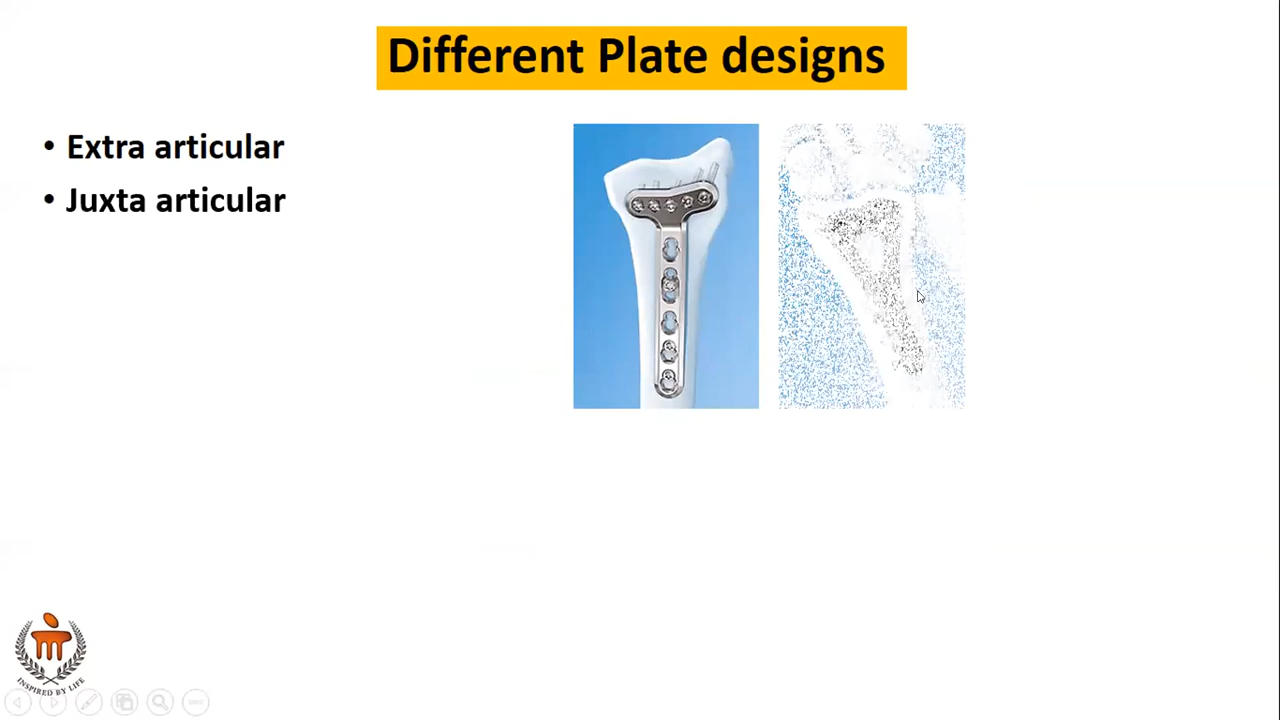 Different Plate designs
• Extra articular
• Juxta articular
INSPIRED BY LIFE